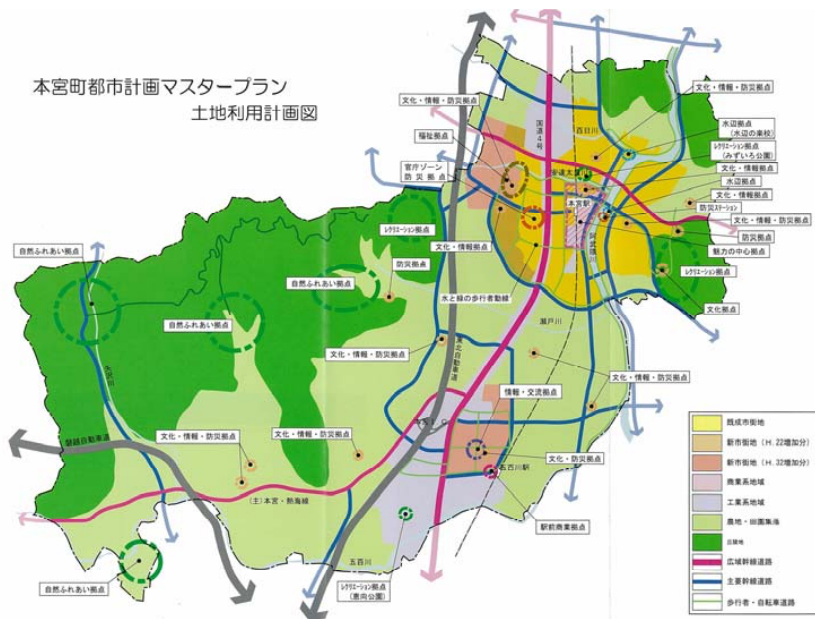 本宮町都市計画マスタープラン
土地利用計画図
文化・情報・防災拠点
福祉拠点
官庁ゾーン
防災拠点
国道4号
百日川
文化・情報・防災拠点
水辺拠点
(水辺の楽校)
レクリエーション拠点
(みずいろ公園)
文化・情報拠点
水辺拠点
文化・情報拠点
防災ステーション
文化・情報・防災拠点
防災拠点
魅力の中心拠点
レクリエーション拠点
文化拠点
本宮駅
阿武隈川
レクリエーション拠点
文化・情報拠点
防災拠点
自然ふれあい拠点
自然ふれあい拠点
自然ふれあい拠点
水と緑の歩行者動線
瀬戸川
東北自動車道
文化・情報・防災拠点
文化・情報・防災拠点
情報・交流拠点
磐越自動車道
文化・情報・防災拠点
文化・情報・防災拠点
文化・防災拠点
五百川駅
(主)本宮・熱海線
駅前商業拠点
五百川
自然ふれあい拠点
レクリエーション拠点
(恵向公園)
既成市街地
新市街地(H.22増加分)
新市街地(H.32増加分)
商業系地域
工業系地域
農地・田園集落
丘陵地
広域幹線道路
主要幹線道路
歩行者・自転車道路